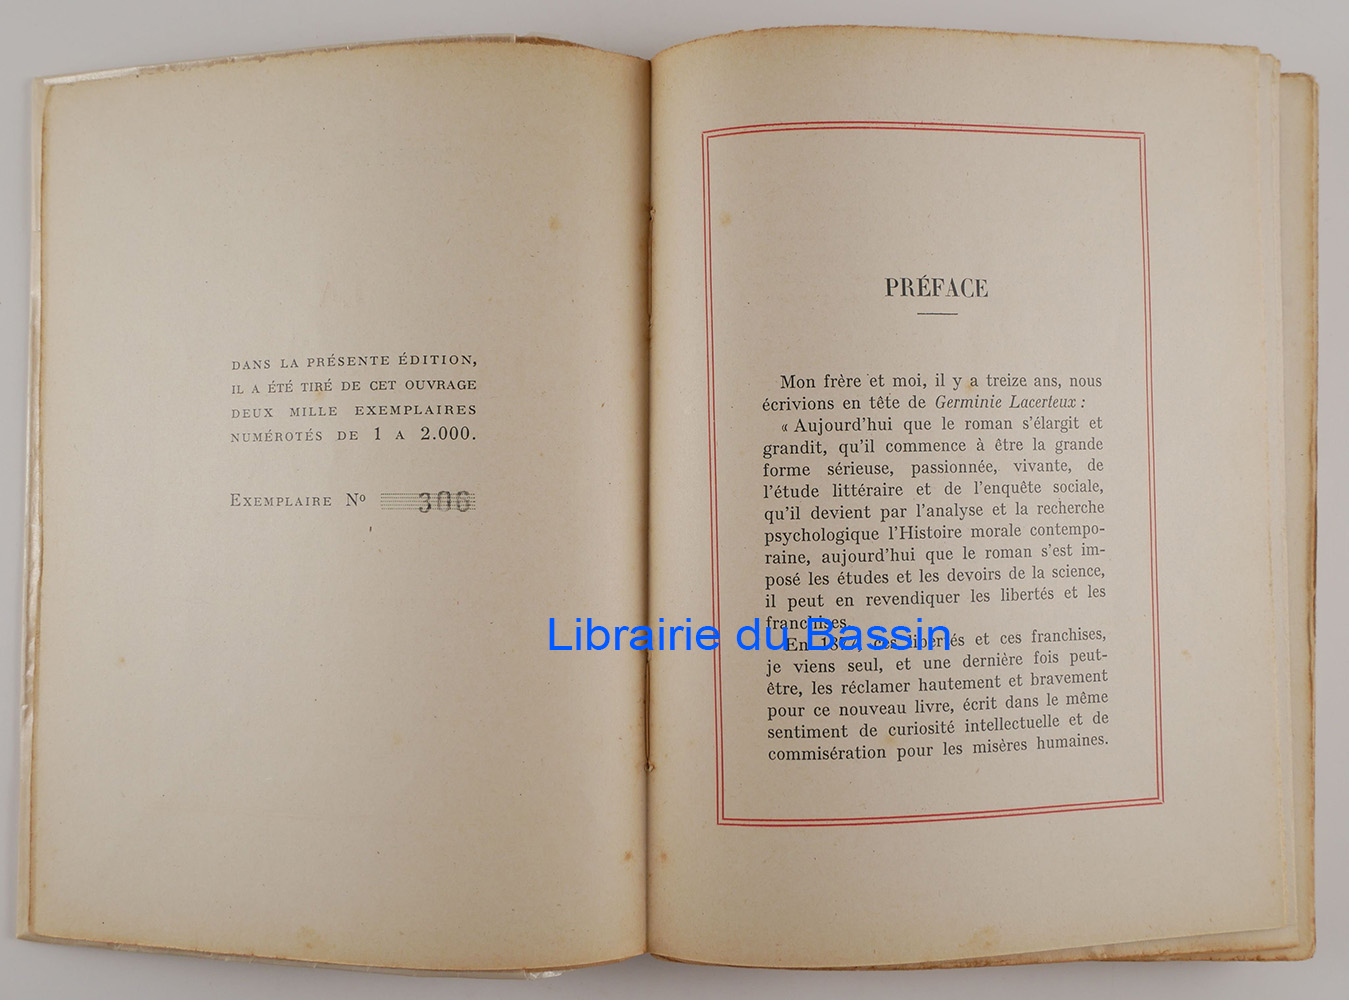 DANS LA PRÉSENTE ÉDITION,
IL A ÉTÉ TIRÉ DE CET OUVRAGE
DEUX MILLE EXEMPLAIRES
NUMÉROTÉS DE 1 A 2.000.
EXEMPLAIRE Nº 306
PRÉFACE
Mon frère et moi, il y a treize ans, nous
écrivions en tête de Germinie Lacerteux :
« Aujourd'hui que le roman s'élargit et
grandit, qu'il commence à être la grande
forme sérieuse, passionnée, vivante, de
l'étude littéraire et de l'enquête sociale,
qu'il devient par l'analyse et la recherche
psychologique l'Histoire morale contempo-
raine, aujourd'hui que le roman s'est im-
posé les études et les devoirs de la science,
il peut en revendiquer les libertés et les
franchises.
En 1877, ces libertés et ces franchises,
je viens seul, et une dernière fois peut-
être, les réclamer hautement et bravement
pour ce nouveau livre, écrit dans le même
sentiment de curiosité intellectuelle et de
commisération pour les misères humaines.
Librairie du Bassin